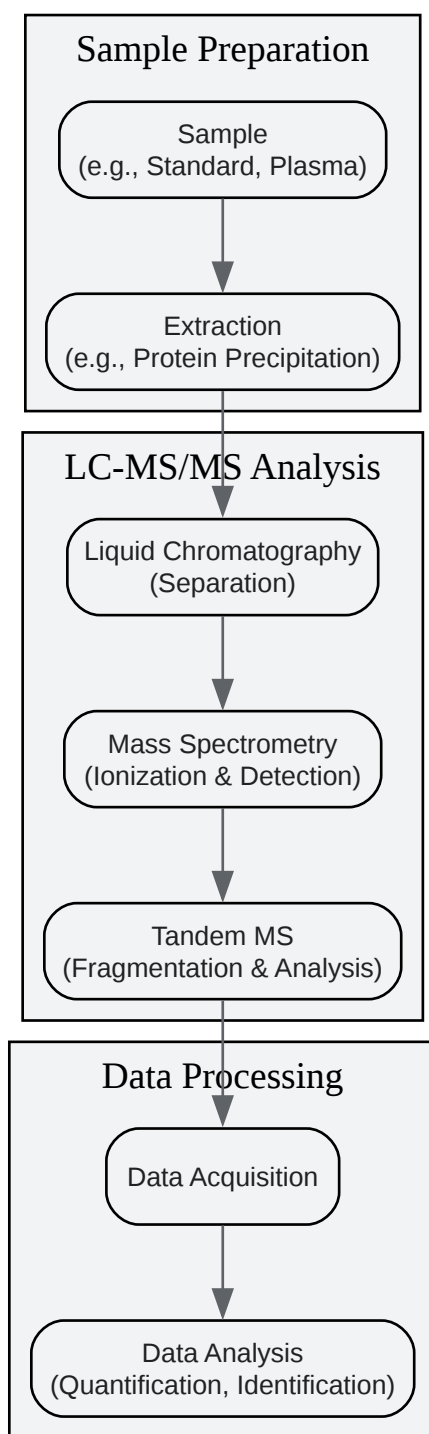 Sample Preparation
Sample
(e.g., Standard, Plasma)
Extraction
(e.g., Protein Precipitation)
LC-MS/MS Analysis
Liquid Chromatography
(Separation)
Mass Spectrometry
(Ionization & Detection)
Tandem MS
(Fragmentation & Analysis)
Data Processing
Data Acquisition
Data Analysis
(Quantification, Identification)